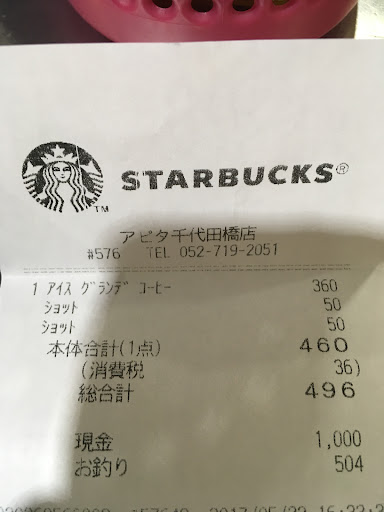 STARBUCKS®
TM
アピタ千代田橋店
#576 TEL 052-719-2051
1 アイス グランデ コーヒー 360
ショット 50
ショット 50
本体合計(1点) 460
(消費税 36)
総合計 496
現金 1,000
お釣り 504